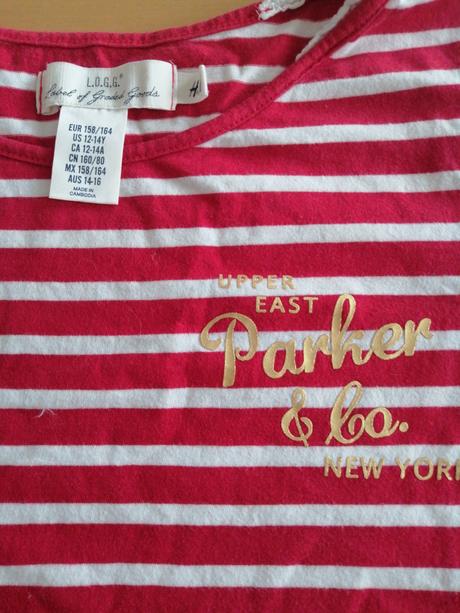 L.O.G.G.®
Label of Graded Goods
H
EUR 158/164
US 12-14Y
CA 12-14A
CN 160/80
MX 158/164
AUS 14-16
MADE IN
CAMBODIA
UPPER
EAST
Parker
& Co.
NEW YORK